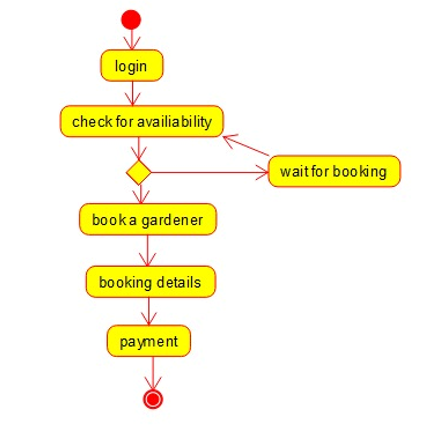 login
check for availiability
wait for booking
book a gardener
booking details
payment